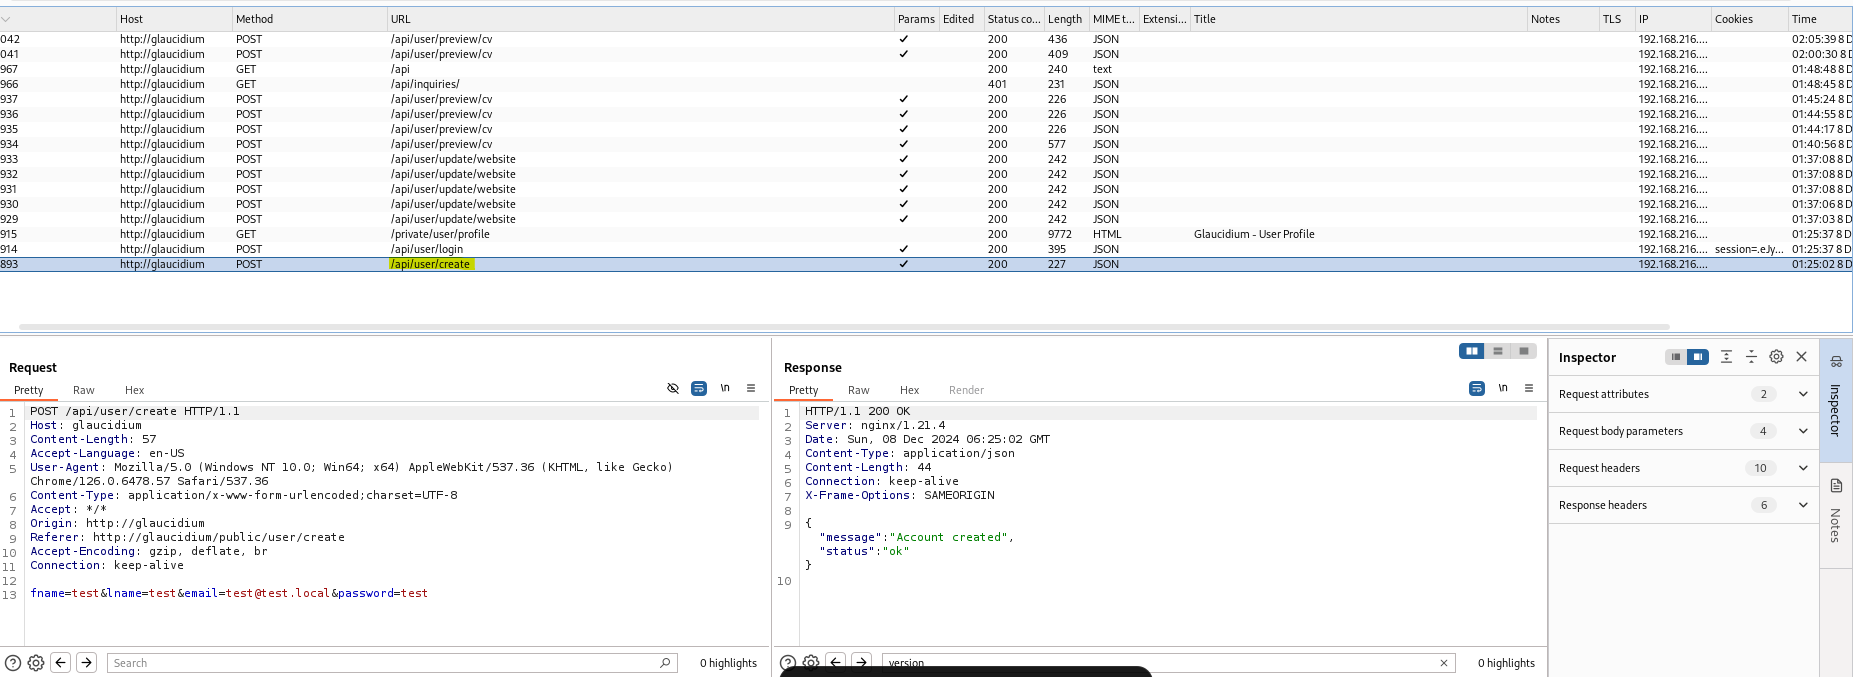 Host Method URL Params Edited Status co... Length MIME t... Extensi... Title Notes TLS IP Cookies Time
042 http://glaucidium POST /api/user/preview/cv ✓ 200 436 JSON 192.168.216.... 02:05:39 8 D
041 http://glaucidium POST /api/user/preview/cv ✓ 200 409 JSON 192.168.216.... 02:00:30 8 D
967 http://glaucidium GET /api 200 240 text 192.168.216.... 01:48:48 8 D
966 http://glaucidium GET /api/inquiries/ 401 231 JSON 192.168.216.... 01:48:45 8 D
937 http://glaucidium POST /api/user/preview/cv ✓ 200 226 JSON 192.168.216.... 01:45:24 8 D
936 http://glaucidium POST /api/user/preview/cv ✓ 200 226 JSON 192.168.216.... 01:44:55 8 D
935 http://glaucidium POST /api/user/preview/cv ✓ 200 226 JSON 192.168.216.... 01:44:17 8 D
934 http://glaucidium POST /api/user/preview/cv ✓ 200 577 JSON 192.168.216.... 01:40:56 8 D
933 http://glaucidium POST /api/user/update/website ✓ 200 242 JSON 192.168.216.... 01:37:08 8 D
932 http://glaucidium POST /api/user/update/website ✓ 200 242 JSON 192.168.216.... 01:37:08 8 D
931 http://glaucidium POST /api/user/update/website ✓ 200 242 JSON 192.168.216.... 01:37:08 8 D
930 http://glaucidium POST /api/user/update/website ✓ 200 242 JSON 192.168.216.... 01:37:06 8 D
929 http://glaucidium POST /api/user/update/website ✓ 200 242 JSON 192.168.216.... 01:37:03 8 D
915 http://glaucidium GET /private/user/profile 200 9772 HTML Glaucidium - User Profile 192.168.216.... 01:25:37 8 D
914 http://glaucidium POST /api/user/login ✓ 200 395 JSON 192.168.216.... session=.eJy... 01:25:37 8 D
893 http://glaucidium POST /api/user/create ✓ 200 227 JSON 192.168.216.... 01:25:02 8 D
Request
Pretty Raw Hex \n
1 POST /api/user/create HTTP/1.1
2 Host: glaucidium
3 Content-Length: 57
4 Accept-Language: en-US
5 User-Agent: Mozilla/5.0 (Windows NT 10.0; Win64; x64) AppleWebKit/537.36 (KHTML, like Gecko)
Chrome/126.0.6478.57 Safari/537.36
6 Content-Type: application/x-www-form-urlencoded;charset=UTF-8
7 Accept: */*
8 Origin: http://glaucidium
9 Referer: http://glaucidium/public/user/create
10 Accept-Encoding: gzip, deflate, br
11 Connection: keep-alive
12
13 fname=test&lname=test&email=test@test.local&password=test
Search 0 highlights
Response
Pretty Raw Hex Render \n
1 HTTP/1.1 200 OK
2 Server: nginx/1.21.4
3 Date: Sun, 08 Dec 2024 06:25:02 GMT
4 Content-Type: application/json
5 Content-Length: 44
6 Connection: keep-alive
7 X-Frame-Options: SAMEORIGIN
8
9 {
"message":"Account created",
"status":"ok"
}
10
version 0 highlights
Inspector
Request attributes 2
Request body parameters 4
Request headers 10
Response headers 6
Inspector
Notes